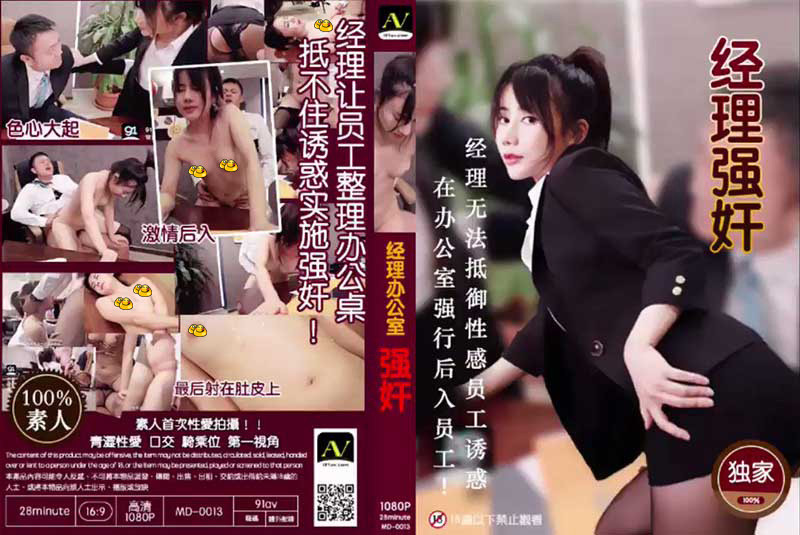 AV
经理让员工整理办公桌
抵不住诱惑实施强奸！
色心大起
91
激情后入
最后射在肚皮上
100%
素人
素人首次性愛拍攝！！
青澀性愛 口交 騎乘位 第一視角
The content of this product may be offensive, the item may not be distributed, circulated, sold, leased, handed
over or lent to a person under the age of 18, or the item may be presented, played or screened to that person
28minute
16:9
高清
1080P
MD-0013
91av
AV
经理办公室
强奸
1080P
28minute
MD-0013
经理强奸
经理无法抵御性感员工诱惑
在办公室强行后入员工！
18
18歲以下禁止觀看
独家
100%